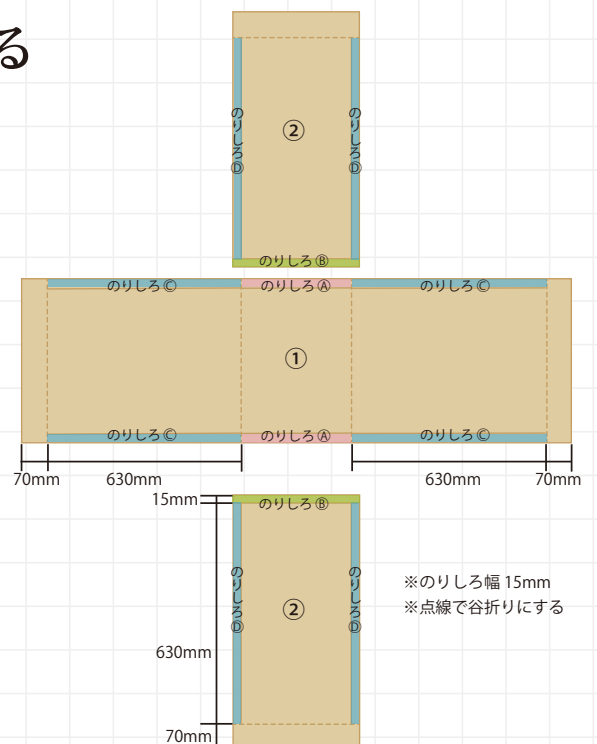 る
②
のりしろⒹ
のりしろⒹ
のりしろⒷ
のりしろⒸ
のりしろⒶ
のりしろⒸ
①
のりしろⒸ
のりしろⒶ
のりしろⒸ
70mm
630mm
630mm
70mm
15mm
のりしろⒷ
のりしろⒹ
のりしろⒹ
②
※のりしろ幅 15mm
※点線で谷折りにする
630mm
70mm